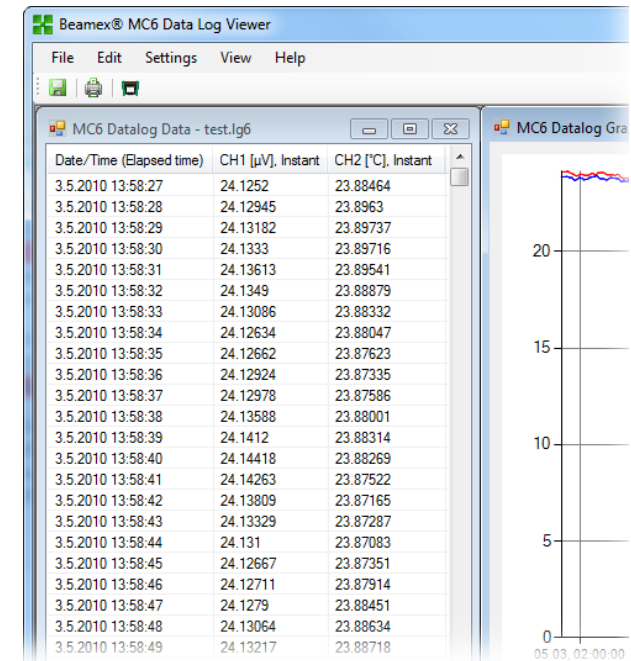 Beamex® MC6 Data Log Viewer
File Edit Settings View Help
MC6 Datalog Data - test.lg6
Date/Time (Elapsed time) CH1 [µV], Instant CH2 [°C], Instant
3.5.2010 13:58:27 24.1252 23.88464
3.5.2010 13:58:28 24.12945 23.8963
3.5.2010 13:58:29 24.13182 23.89737
3.5.2010 13:58:30 24.1333 23.89716
3.5.2010 13:58:31 24.13613 23.89541
3.5.2010 13:58:32 24.1349 23.88879
3.5.2010 13:58:33 24.13086 23.88332
3.5.2010 13:58:34 24.12634 23.88047
3.5.2010 13:58:35 24.12662 23.87623
3.5.2010 13:58:36 24.12924 23.87335
3.5.2010 13:58:37 24.12978 23.87586
3.5.2010 13:58:38 24.13588 23.88001
3.5.2010 13:58:39 24.1412 23.88314
3.5.2010 13:58:40 24.14418 23.88269
3.5.2010 13:58:41 24.14263 23.87522
3.5.2010 13:58:42 24.13809 23.87165
3.5.2010 13:58:43 24.13329 23.87287
3.5.2010 13:58:44 24.131 23.87083
3.5.2010 13:58:45 24.12667 23.87351
3.5.2010 13:58:46 24.12711 23.87914
3.5.2010 13:58:47 24.1279 23.88451
3.5.2010 13:58:48 24.13064 23.88634
3.5.2010 13:58:49 24.13217 23.88718
MC6 Datalog Gra
20
15
10
5
0
05.03, 02:00:00